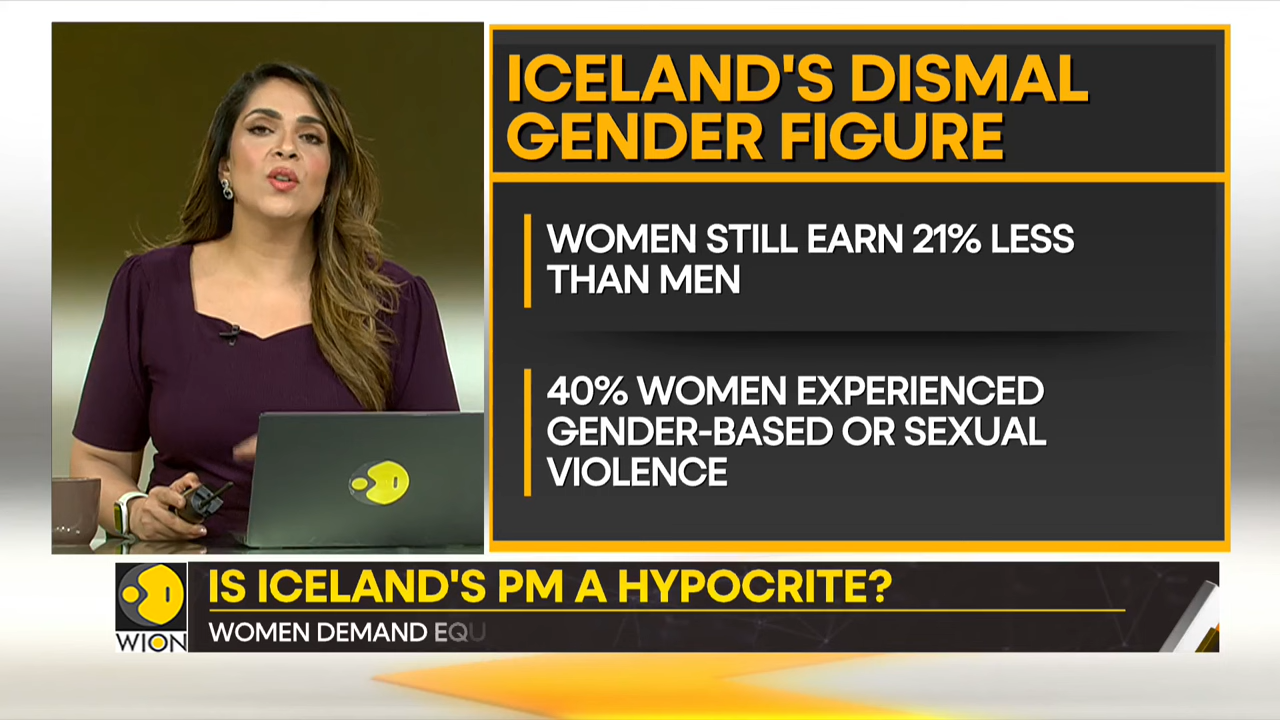 ICELAND'S DISMAL
GENDER FIGURE
WOMEN STILL EARN 21% LESS
THAN MEN
40% WOMEN EXPERIENCED
GENDER-BASED OR SEXUAL
VIOLENCE
IS ICELAND'S PM A HYPOCRITE?
WOMEN DEMAND EQU
WION